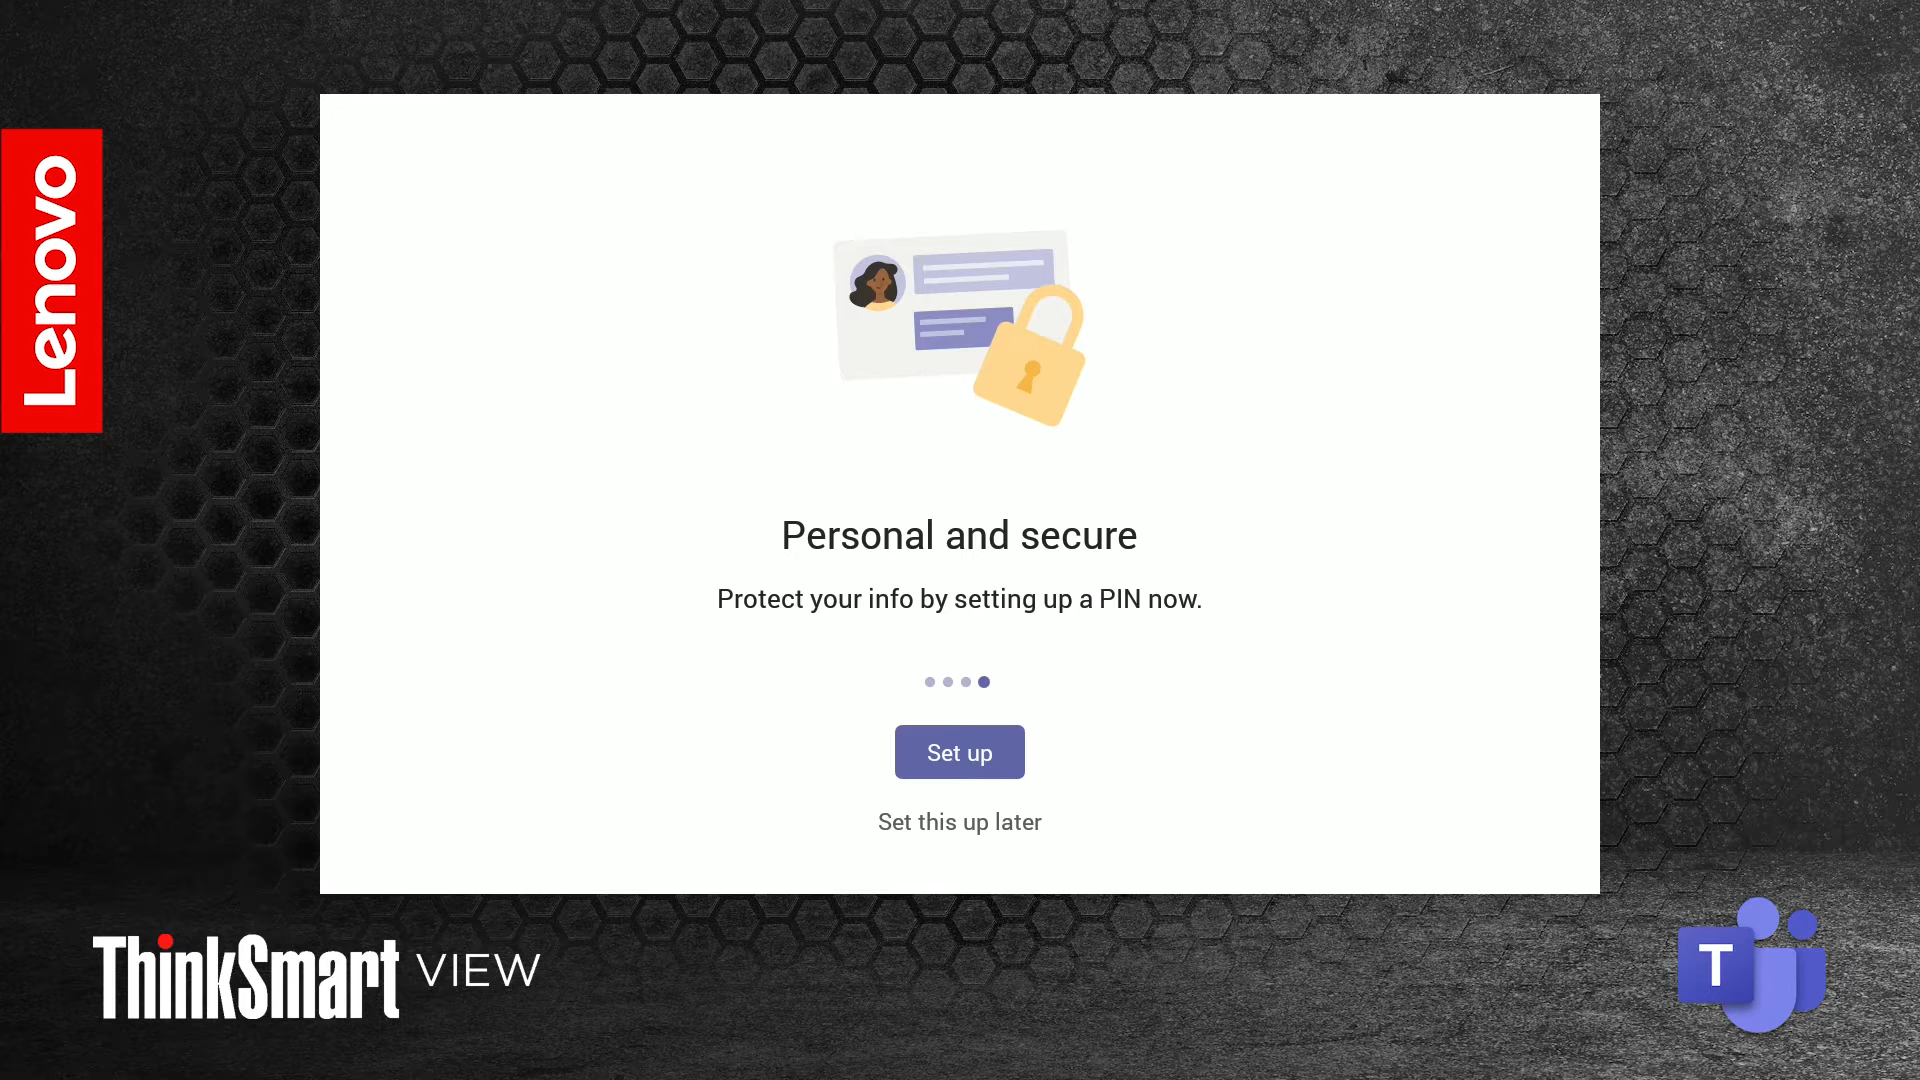 Lenovo
Personal and secure
Protect your info by setting up a PIN now.
Set up
Set this up later
ThinkSmart VIEW
T